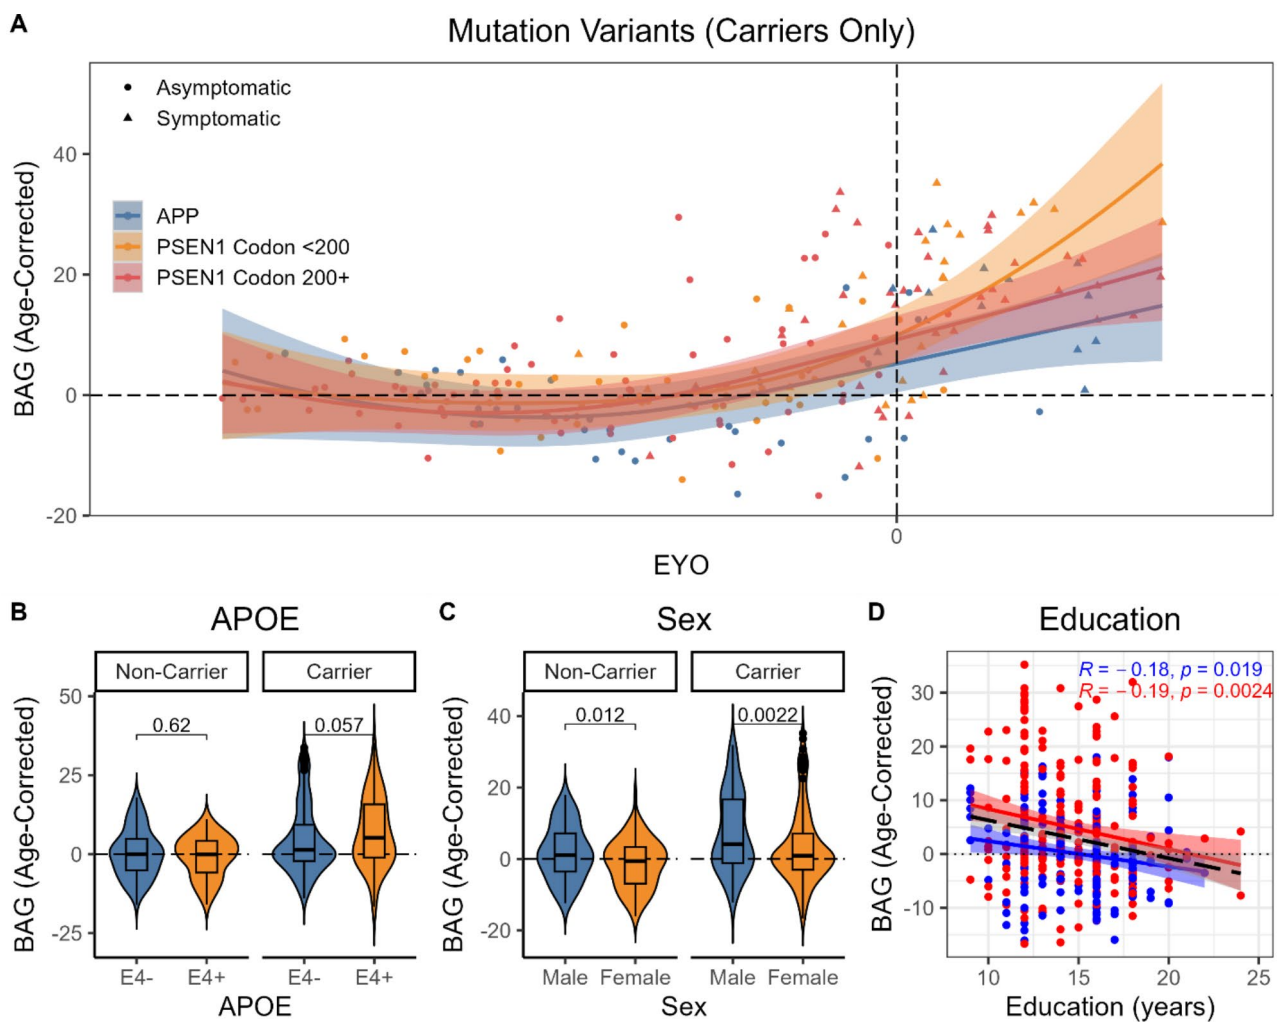 A
Mutation Variants (Carriers Only)
Asymptomatic
Symptomatic
APP
PSEN1 Codon <200
PSEN1 Codon 200+
BAG (Age-Corrected)
40
20
0
-20
0
EYO
B
APOE
Non-Carrier
Carrier
BAG (Age-Corrected)
50
25
0
-25
0.62
0.057
E4-
E4+
E4-
E4+
APOE
C
Sex
Non-Carrier
Carrier
BAG (Age-Corrected)
40
20
0
-20
0.012
0.0022
Male
Female
Male
Female
Sex
D
Education
R = −0.18, p = 0.019
R = −0.19, p = 0.0024
BAG (Age-Corrected)
30
20
10
0
-10
10
15
20
25
Education (years)